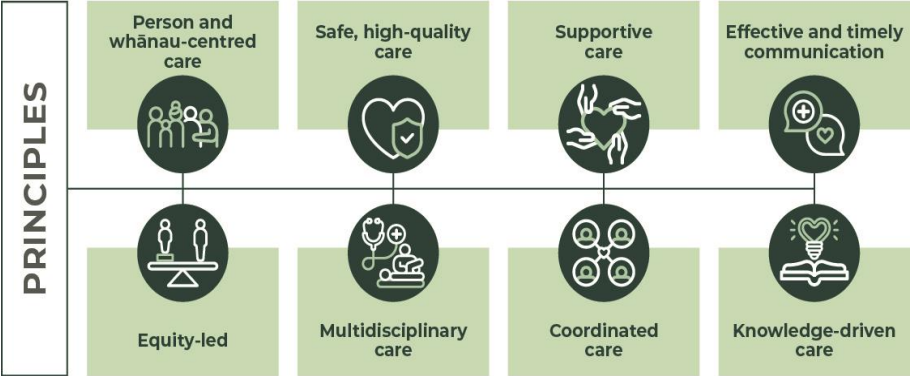 PRINCIPLES
Person and
whānau-centred
care
Safe, high-quality
care
Supportive
care
Effective and timely
communication
Equity-led
Multidisciplinary
care
Coordinated
care
Knowledge-driven
care